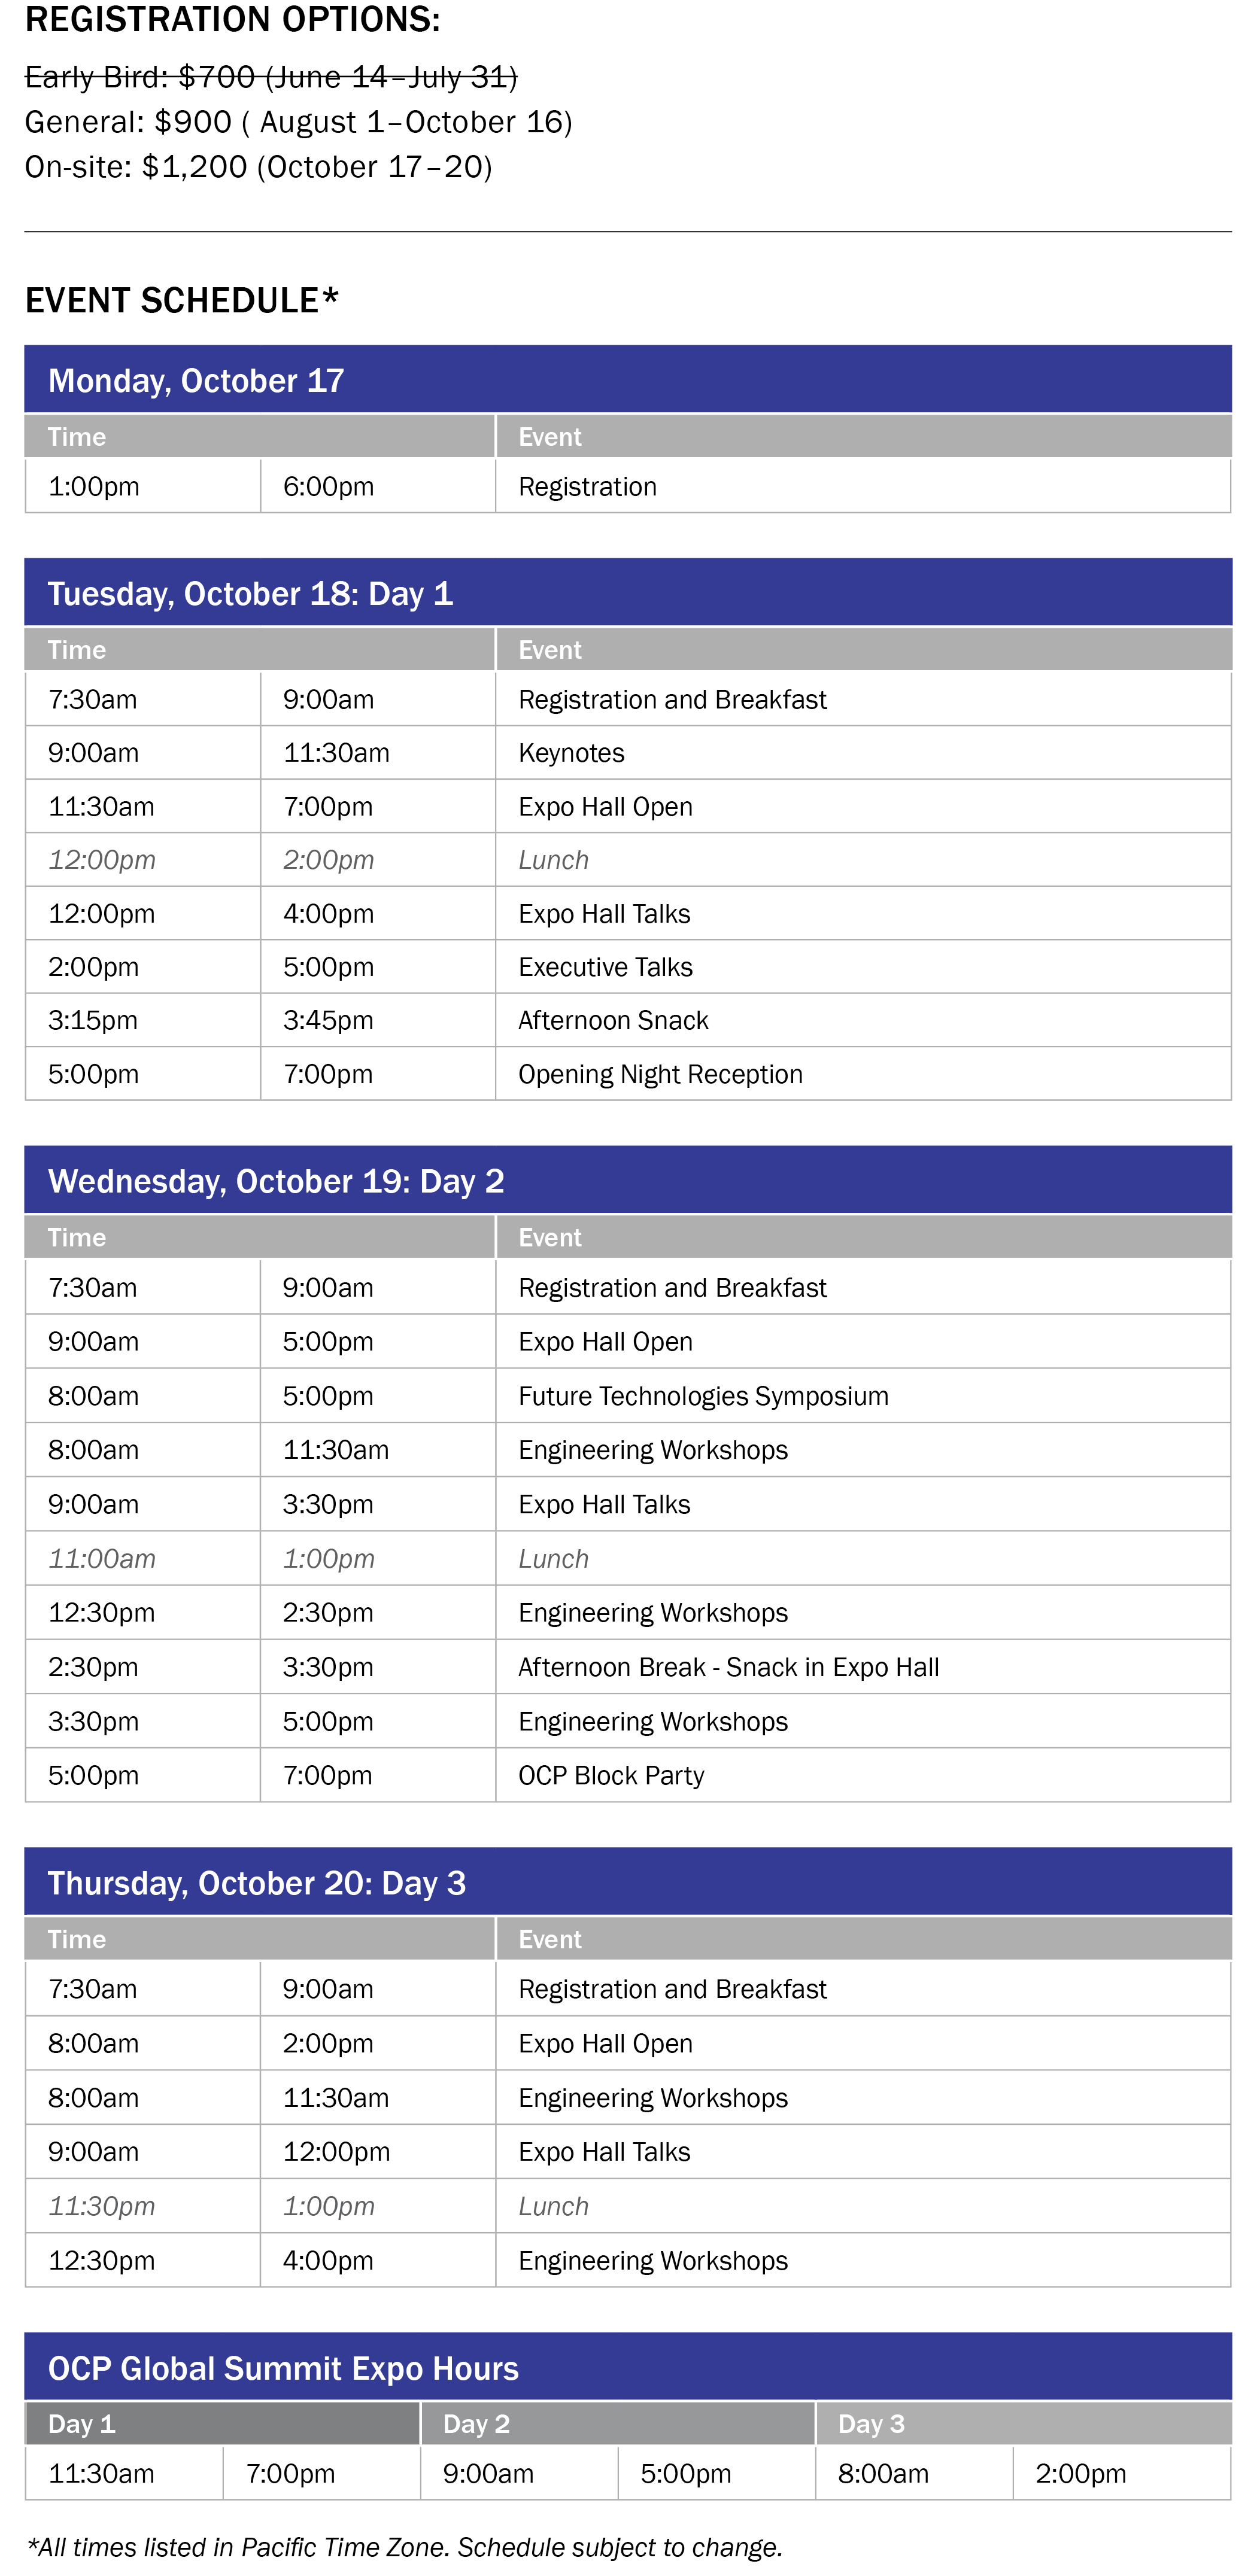 REGISTRATION OPTIONS:
Early Bird: $700 (June 14–July 31)
General: $900 ( August 1–October 16)
On-site: $1,200 (October 17–20)
EVENT SCHEDULE*
Monday, October 17
Time Event
1:00pm 6:00pm Registration
Tuesday, October 18: Day 1
Time Event
7:30am 9:00am Registration and Breakfast
9:00am 11:30am Keynotes
11:30am 7:00pm Expo Hall Open
12:00pm 2:00pm Lunch
12:00pm 4:00pm Expo Hall Talks
2:00pm 5:00pm Executive Talks
3:15pm 3:45pm Afternoon Snack
5:00pm 7:00pm Opening Night Reception
Wednesday, October 19: Day 2
Time Event
7:30am 9:00am Registration and Breakfast
9:00am 5:00pm Expo Hall Open
8:00am 5:00pm Future Technologies Symposium
8:00am 11:30am Engineering Workshops
9:00am 3:30pm Expo Hall Talks
11:00am 1:00pm Lunch
12:30pm 2:30pm Engineering Workshops
2:30pm 3:30pm Afternoon Break - Snack in Expo Hall
3:30pm 5:00pm Engineering Workshops
5:00pm 7:00pm OCP Block Party
Thursday, October 20: Day 3
Time Event
7:30am 9:00am Registration and Breakfast
8:00am 2:00pm Expo Hall Open
8:00am 11:30am Engineering Workshops
9:00am 12:00pm Expo Hall Talks
11:30pm 1:00pm Lunch
12:30pm 4:00pm Engineering Workshops
OCP Global Summit Expo Hours
Day 1 Day 2 Day 3
11:30am 7:00pm 9:00am 5:00pm 8:00am 2:00pm
*All times listed in Pacific Time Zone. Schedule subject to change.